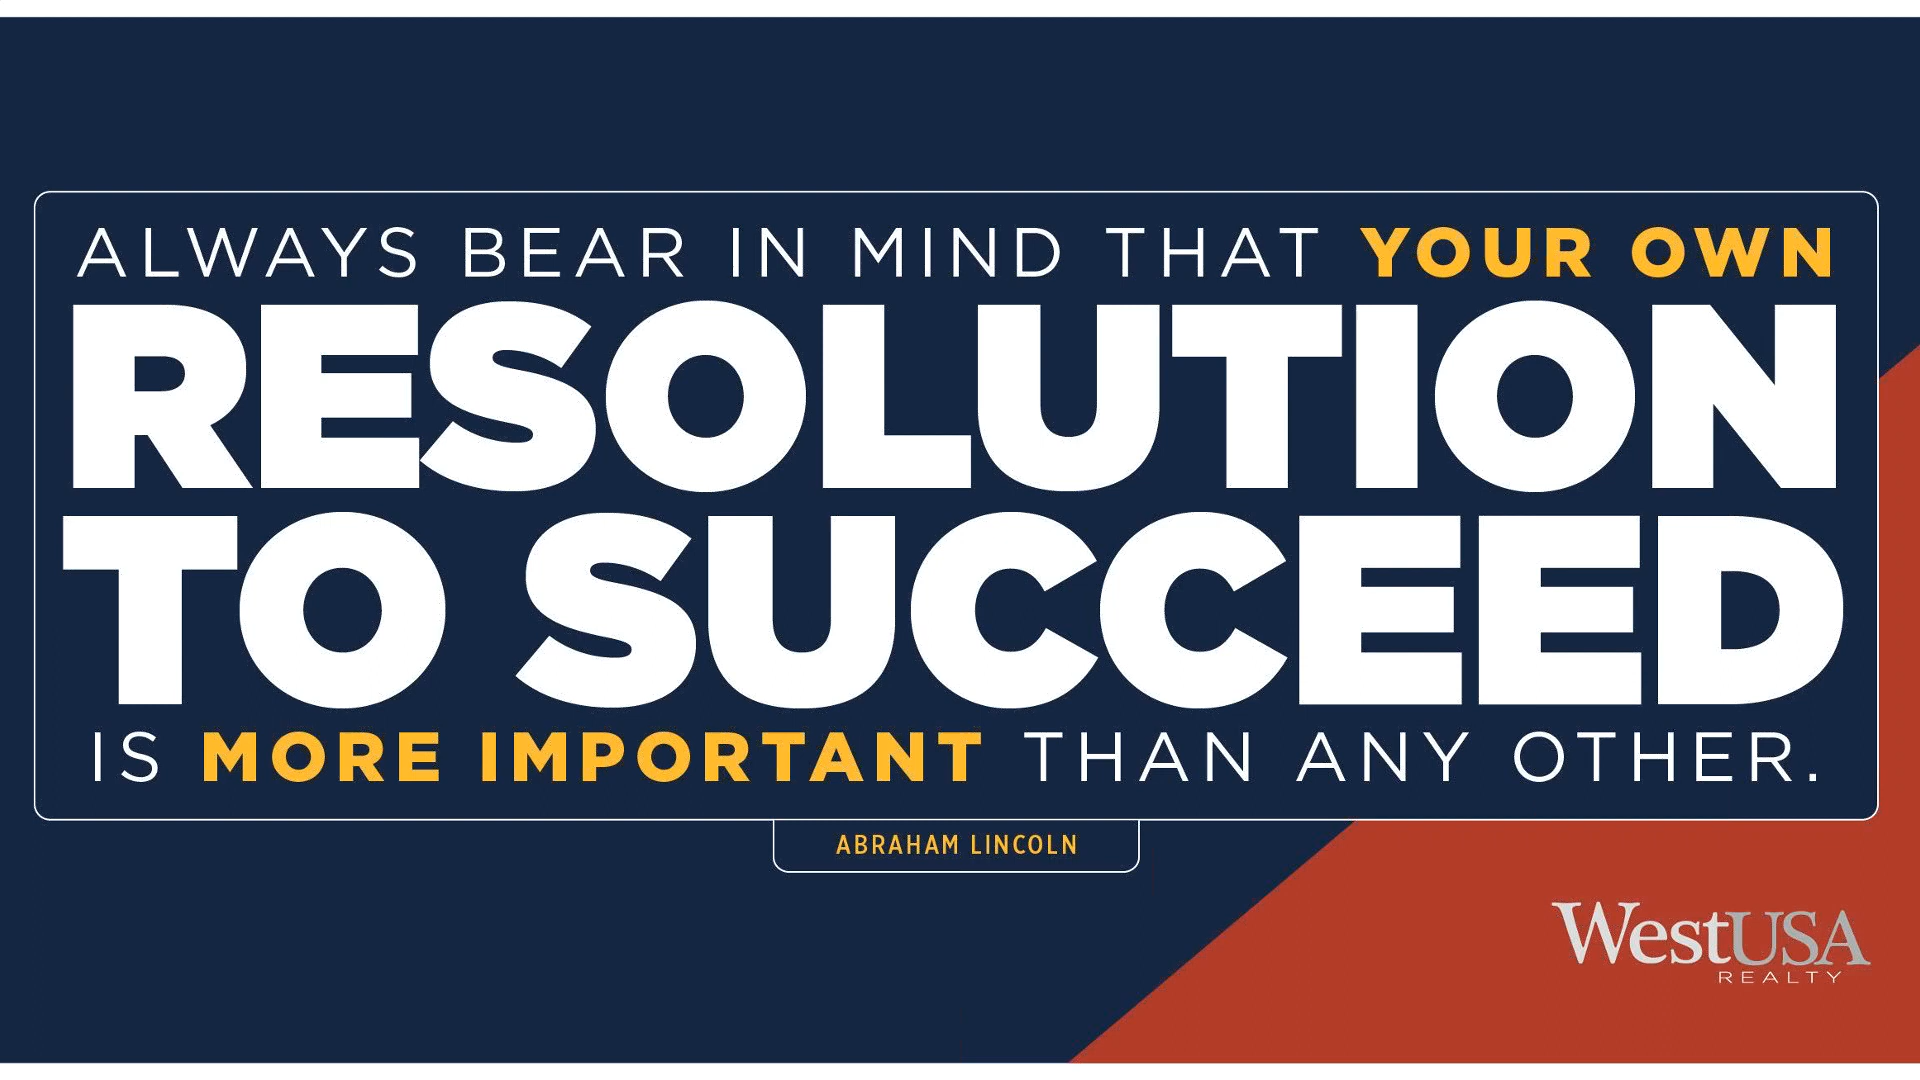 ALWAYS BEAR IN MIND THAT YOUR OWN
RESOLUTION
TO SUCCEED
IS MORE IMPORTANT THAN ANY OTHER.
ABRAHAM LINCOLN
WestUSA
REALTY